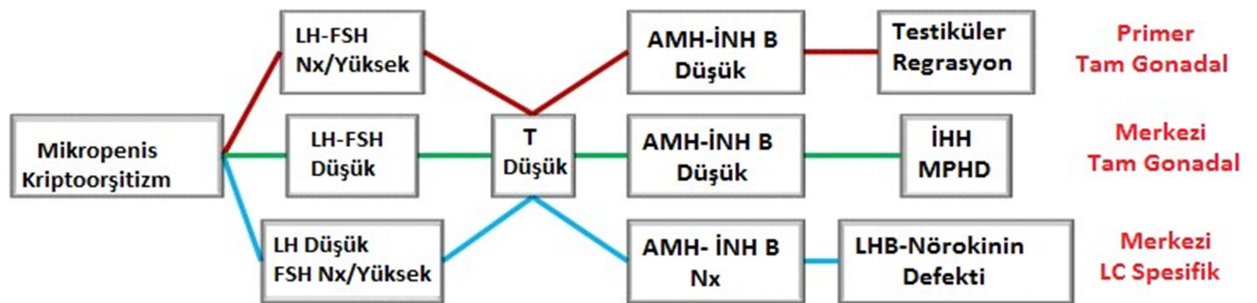 LH-FSH
Nx/Yüksek
AMH-İNH B
Düşük
Testiküler
Regrasyon
Primer
Tam Gonadal
Mikropenis
Kriptoorşitizm
LH-FSH
Düşük
T
Düşük
AMH-İNH B
Düşük
İHH
MPHD
Merkezi
Tam Gonadal
LH Düşük
FSH Nx/Yüksek
AMH- İNH B
Nx
LHB-Nörokinin
Defekti
Merkezi
LC Spesifik